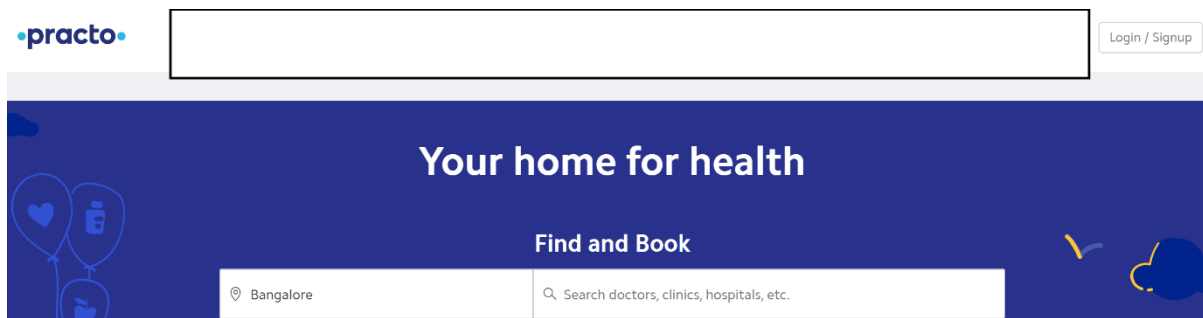 practo
Login / Signup
Your home for health
Find and Book
Bangalore
Search doctors, clinics, hospitals, etc.